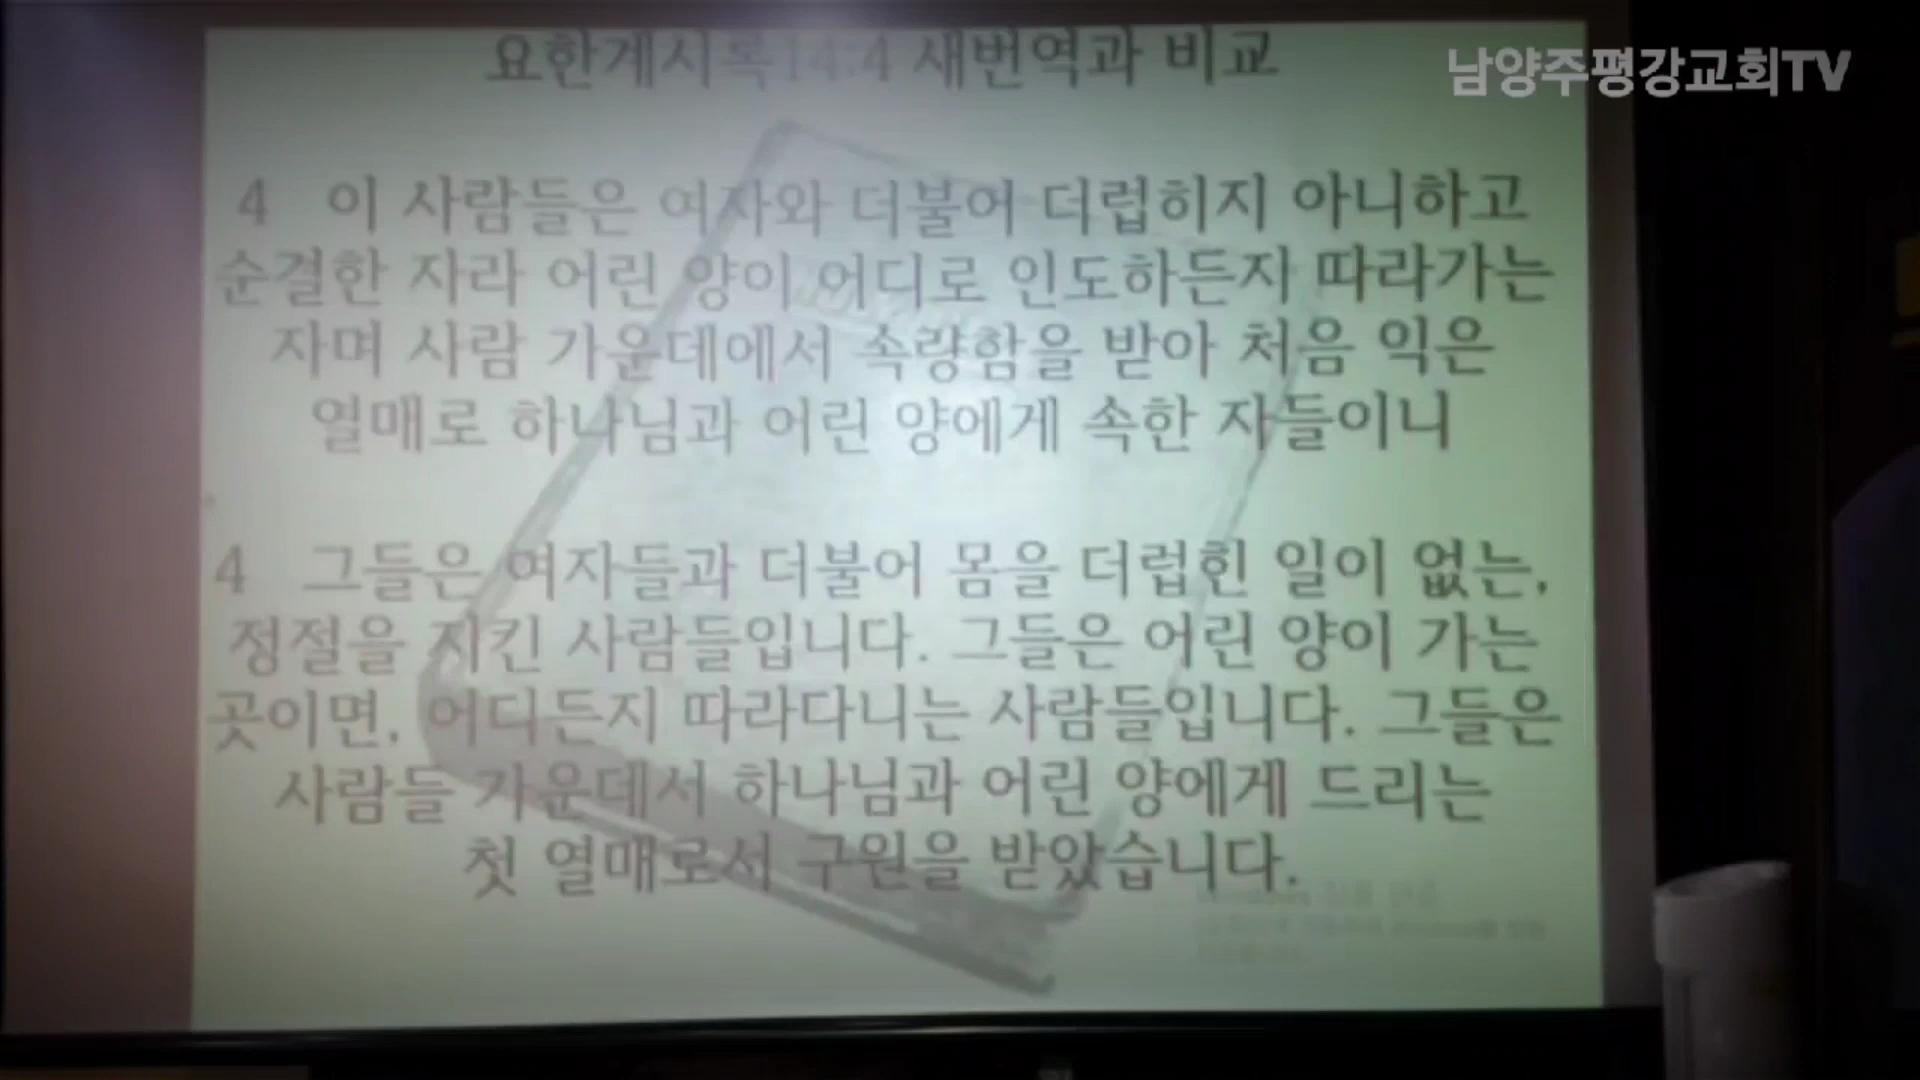 요한계시록14:4 새번역과 비교
남양주평강교회TV
4 이 사람들은 여자와 더불어 더럽히지 아니하고
순결한 자라 어린 양이 어디로 인도하든지 따라가는
자며 사람 가운데에서 속량함을 받아 처음 익은
열매로 하나님과 어린 양에게 속한 자들이니
4 그들은 여자들과 더불어 몸을 더럽힌 일이 없는,
정절을 지킨 사람들입니다. 그들은 어린 양이 가는
곳이면, 어디든지 따라다니는 사람들입니다. 그들은
사람들 가운데서 하나님과 어린 양에게 드리는
첫 열매로서 구원을 받았습니다.